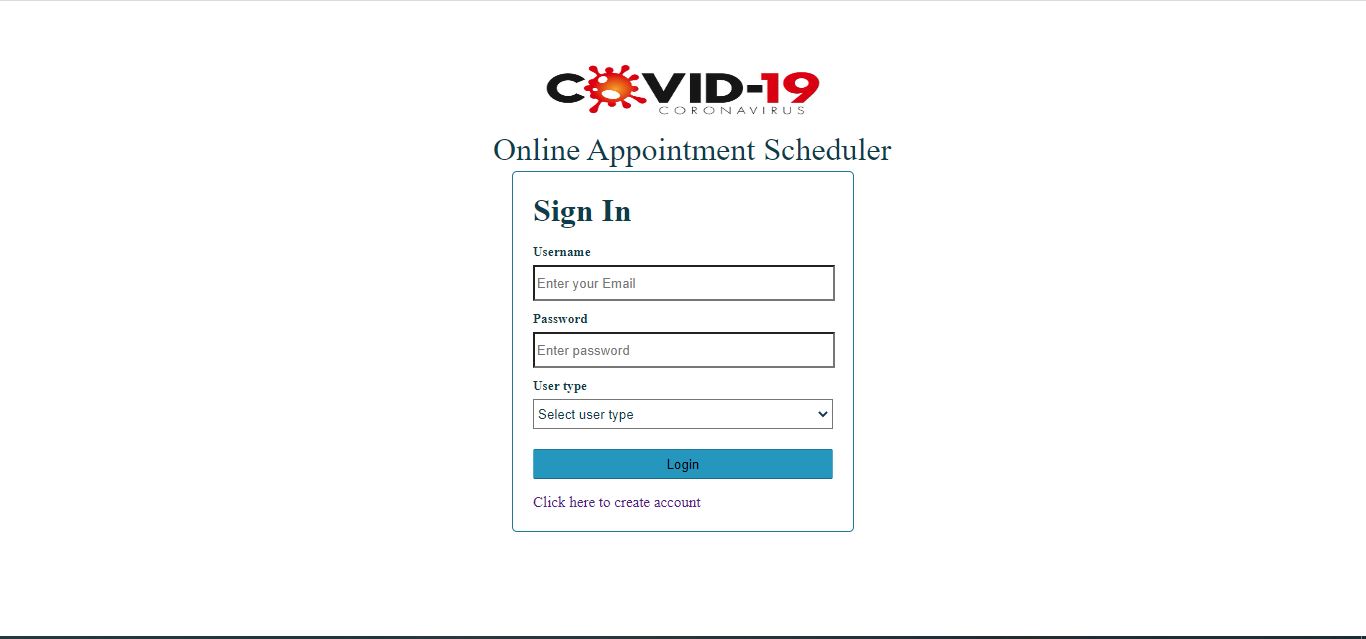 COVID-19
CORONAVIRUS
Online Appointment Scheduler
Sign In
Username
Enter your Email
Password
Enter password
User type
Select user type
Login
Click here to create account